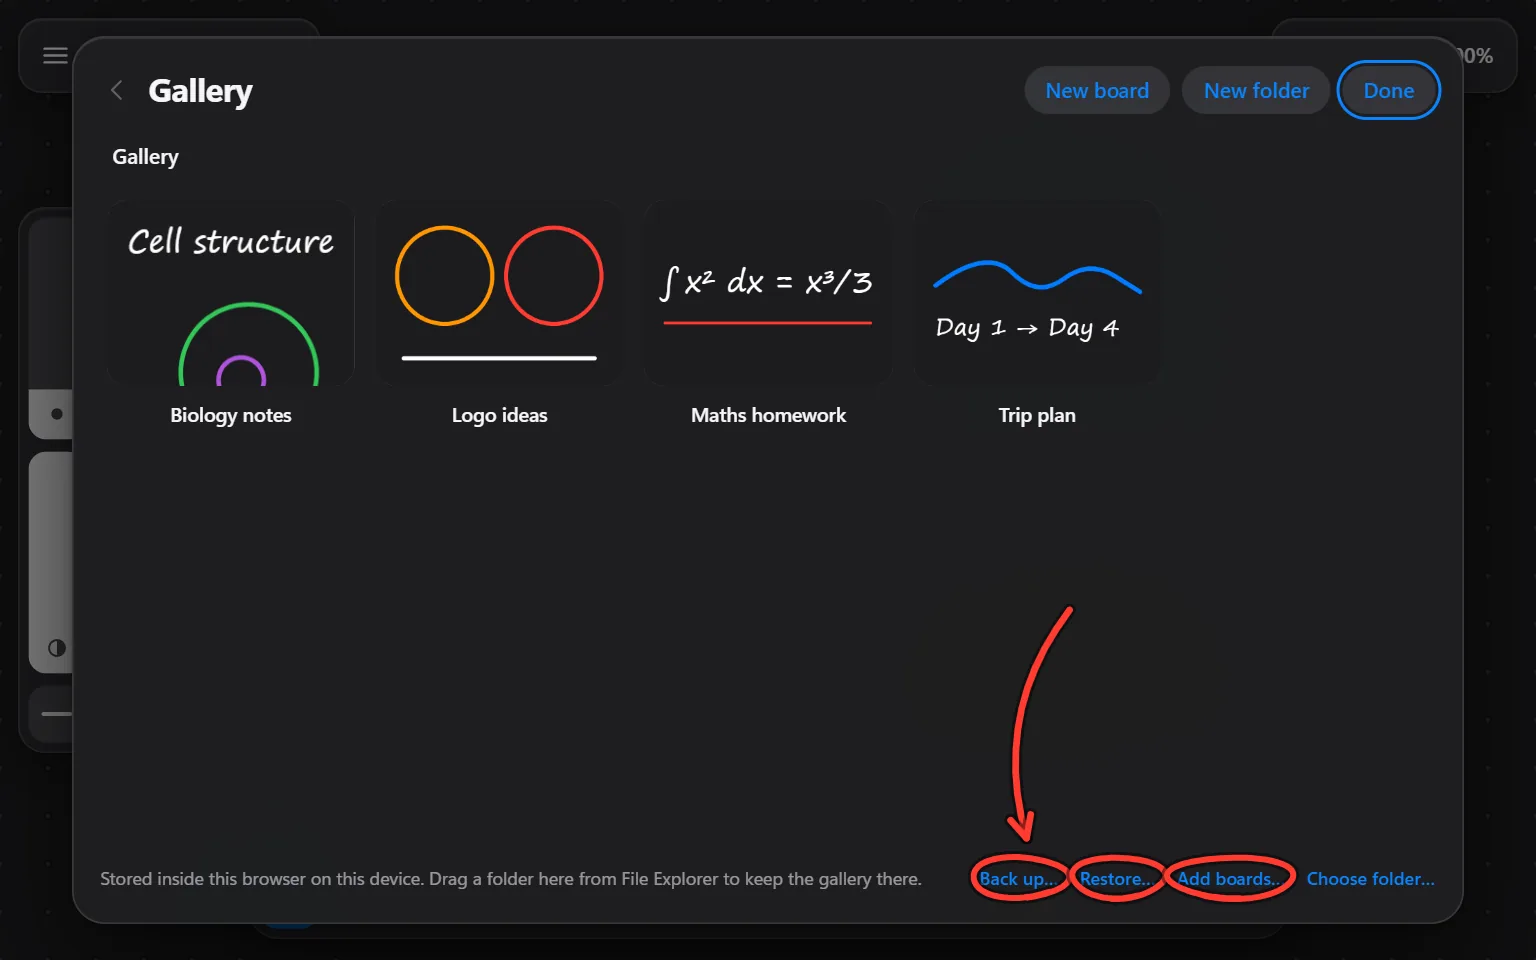 00%
Gallery
New board
New folder
Done
Gallery
Cell structure
∫ x² dx = x³/3
Day 1 → Day 4
Biology notes
Logo ideas
Maths homework
Trip plan
Stored inside this browser on this device. Drag a folder here from File Explorer to keep the gallery there.
Back up...
Restore...
Add boards...
Choose folder...